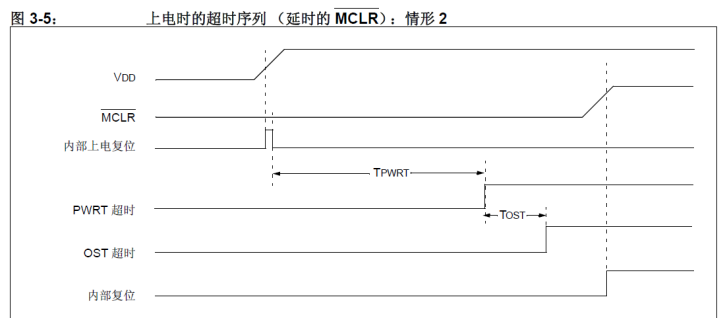 图 3-5: 上电时的超时序列 （延时的 MCLR）: 情形 2
VDD
MCLR
内部上电复位
TPWRT
PWRT 超时
TOST
OST 超时
内部复位